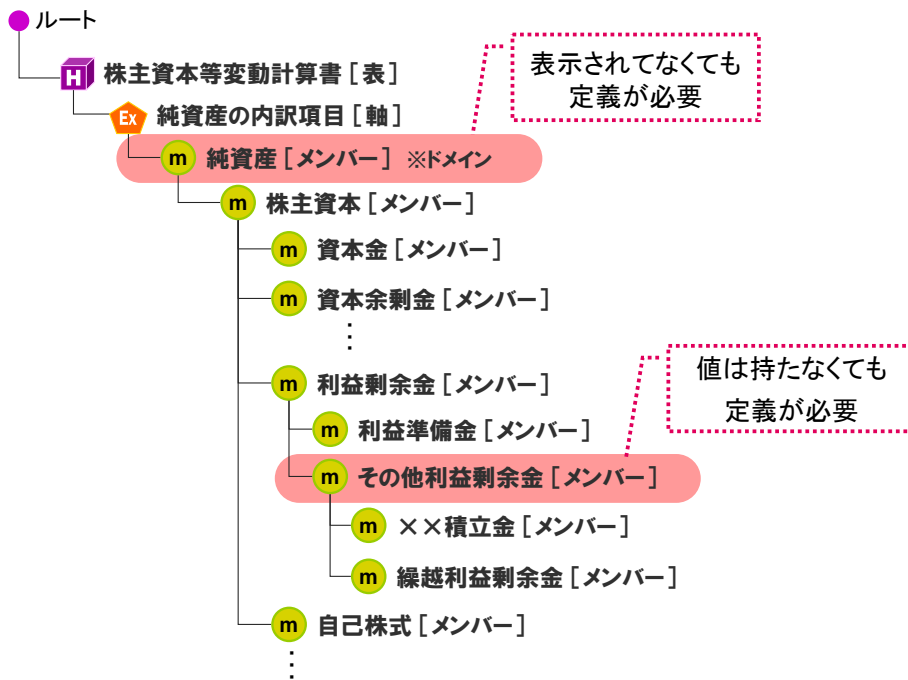 ルート
H 株主資本等変動計算書［表］
Ex 純資産の内訳項目［軸］
表示されてなくても
定義が必要
m 純資産［メンバー］ ※ドメイン
m 株主資本［メンバー］
m 資本金［メンバー］
m 資本余剰金［メンバー］
⋮
m 利益剰余金［メンバー］
値は持たなくても
定義が必要
m 利益準備金［メンバー］
m その他利益剰余金［メンバー］
m ××積立金［メンバー］
m 繰越利益剰余金［メンバー］
m 自己株式［メンバー］
⋮